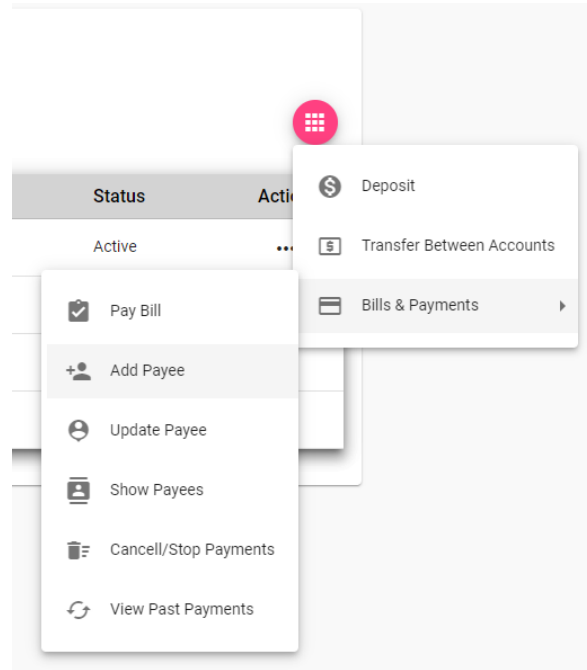 Status
Acti
Active
Deposit
Transfer Between Accounts
Bills & Payments
Pay Bill
Add Payee
Update Payee
Show Payees
Cancell/Stop Payments
View Past Payments